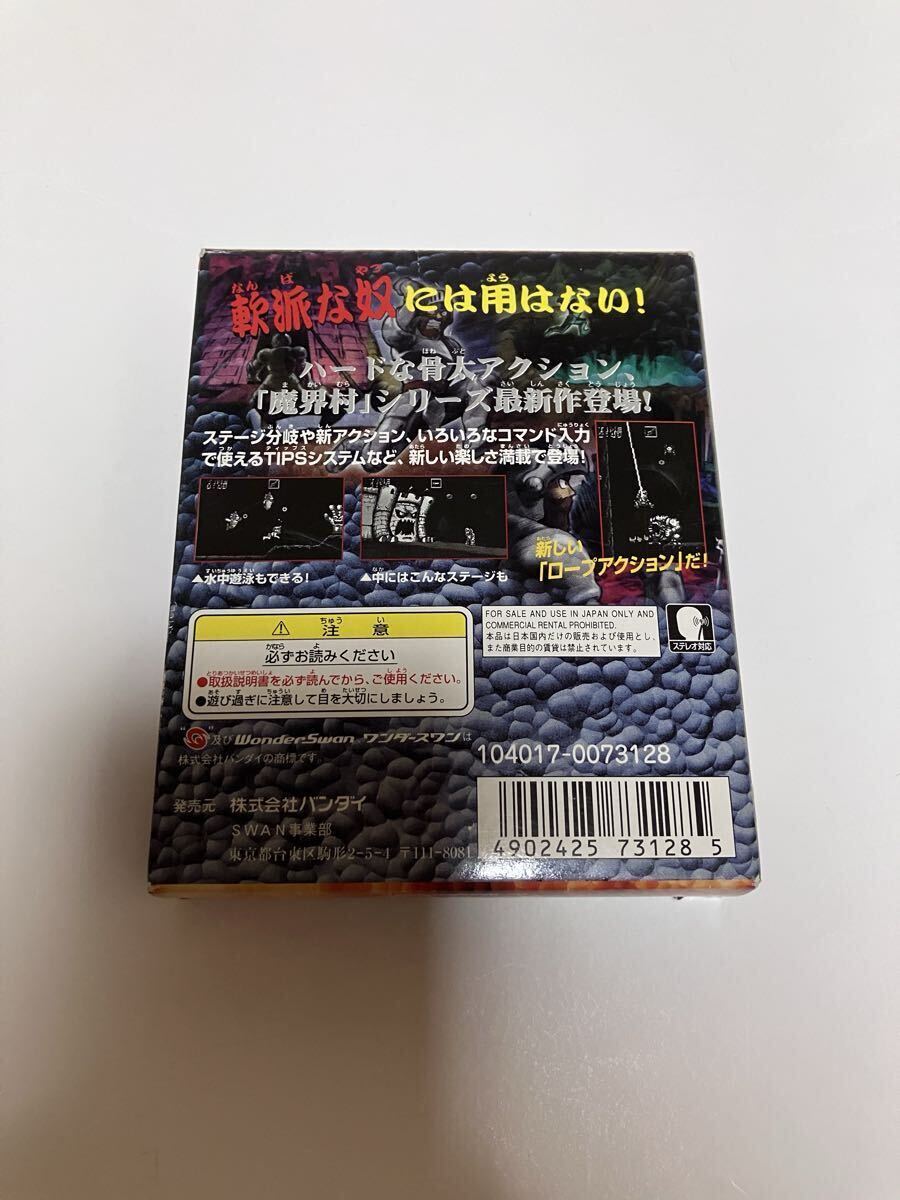 軟派な奴には用はない!
ハードな骨太アクション、
「魔界村」シリーズ最新作登場!
ステージ分岐や新アクション、いろいろなコマンド入力
で使えるTIPSシステムなど、新しい楽しさ満載で登場!
▲水中遊泳もできる!
▲中にはこんなステージも
新しい
「ロープアクション」だ!
注意
必ずお読みください
●取扱説明書を必ず読んでから、ご使用ください。
●遊び過ぎに注意して目を大切にしましょう。
FOR SALE AND USE IN JAPAN ONLY AND
COMMERCIAL RENTAL PROHIBITED.
本品は日本国内だけの販売および使用とし、
また商業目的の賃貸は禁止されています。
ステレオ対応
“ ”及びWonderSwan、ワンダースワンは
株式会社バンダイの商標です。
104017-0073128
発売元 株式会社バンダイ
SWAN事業部
東京都台東区駒形2-5-4 〒111-8081
4902425 731285